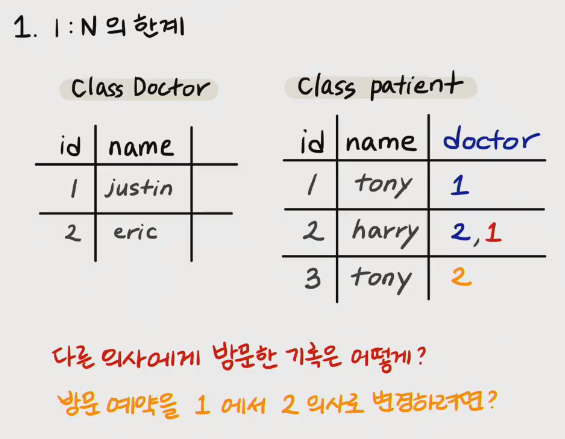 1. 1:N의 한계
Class Doctor
id name
1 justin
2 eric
Class patient
id name doctor
1 tony 1
2 harry 2,1
3 tony 2
다른 의사에게 방문한 기록은 어떻게?
방문 예약을 1 에서 2 의사로 변경하려면?